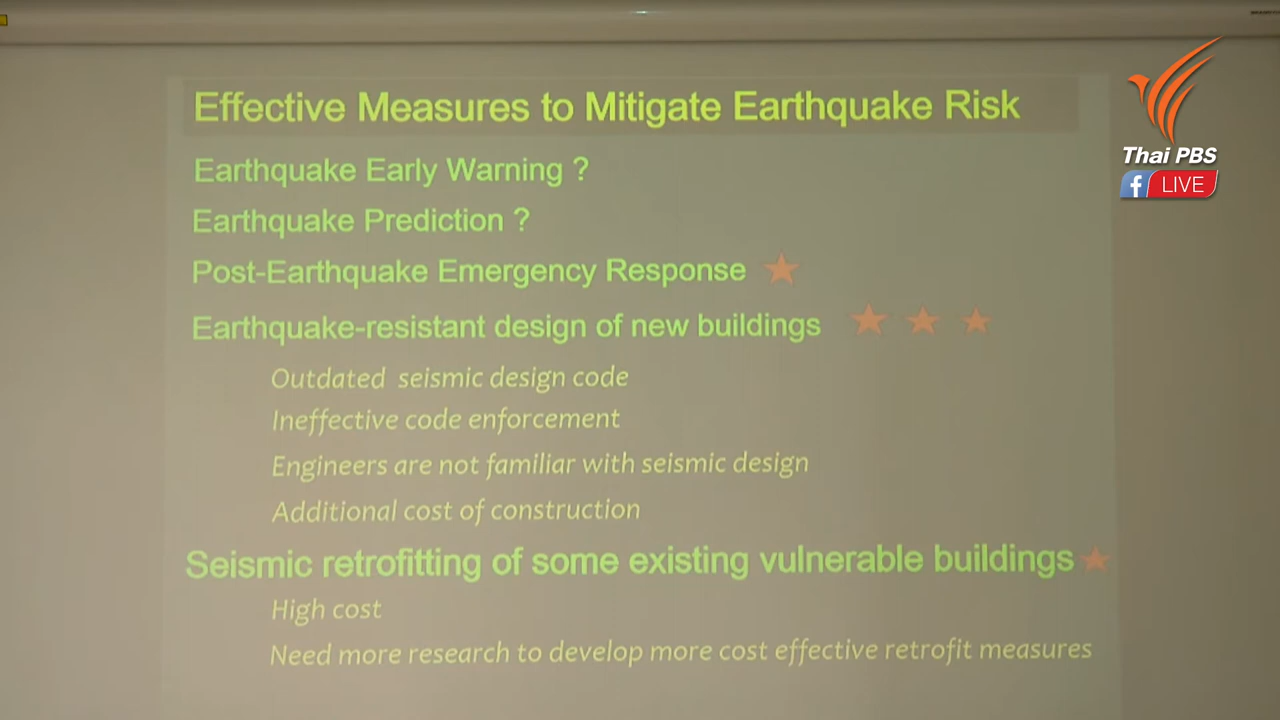 Effective Measures to Mitigate Earthquake Risk
Earthquake Early Warning ?
Earthquake Prediction ?
Post-Earthquake Emergency Response
Earthquake-resistant design of new buildings
Outdated seismic design code
Ineffective code enforcement
Engineers are not familiar with seismic design
Additional cost of construction
Seismic retrofitting of some existing vulnerable buildings
High cost
Need more research to develop more cost effective retrofit measures
Thai PBS
f LIVE